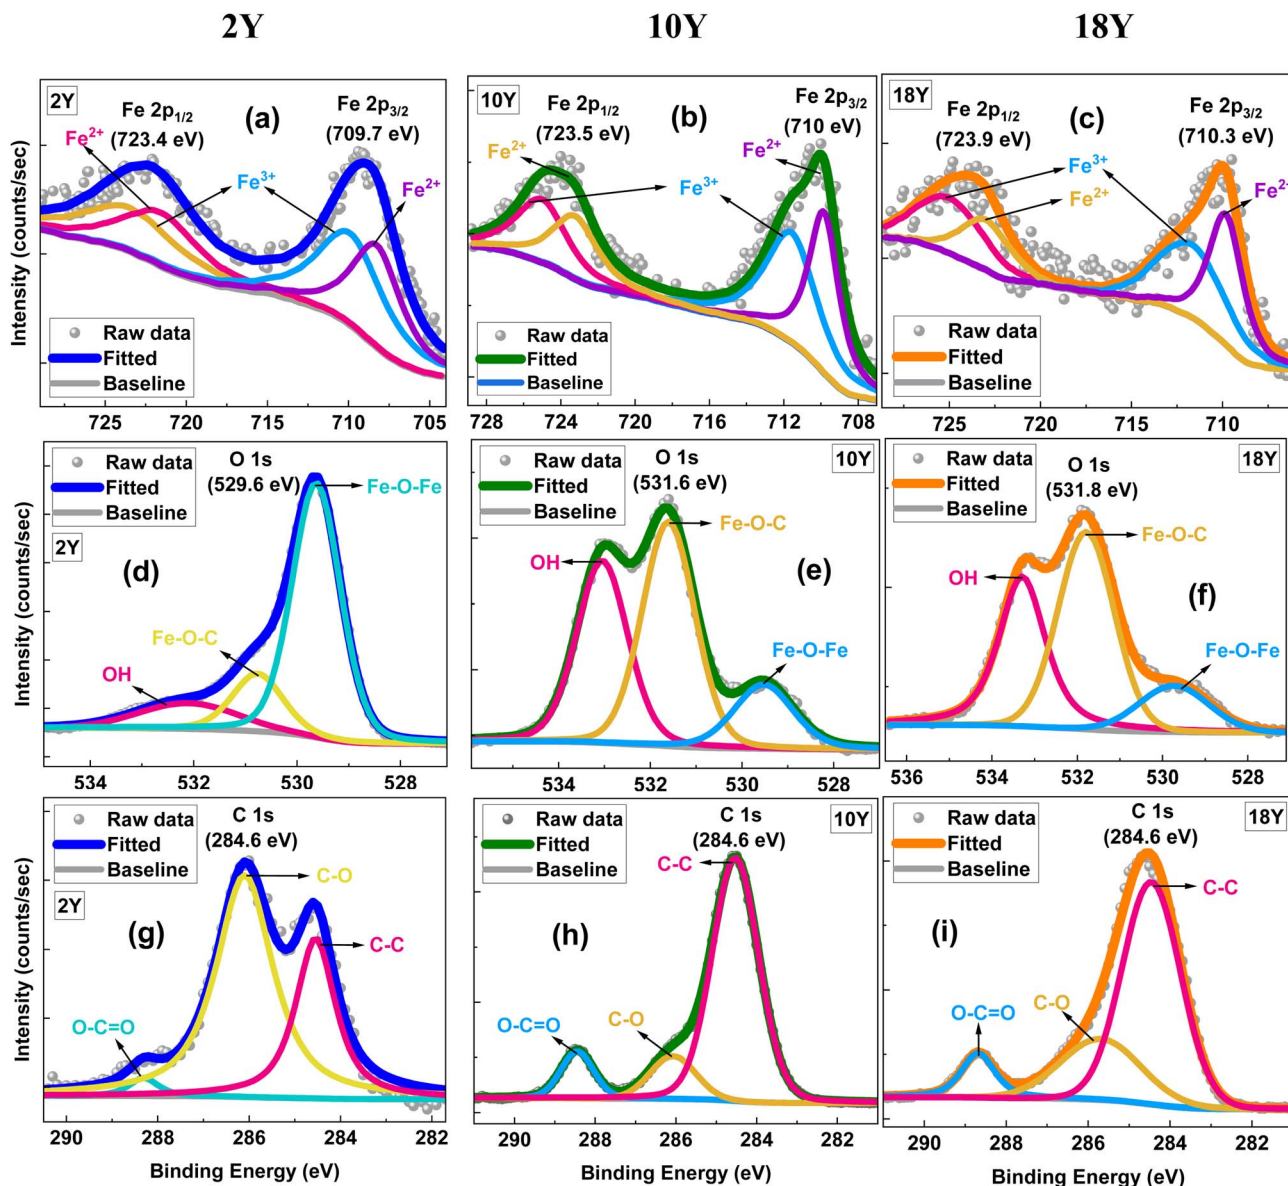 2Y
10Y
18Y
2Y
Fe 2p1/2
(723.4 eV)
(a)
Fe 2p3/2
(709.7 eV)
Fe2+
Fe3+
Fe2+
Raw data
Fitted
Baseline
725
720
715
710
705
704
Intensity (counts/sec)
10Y
Fe 2p1/2
(723.5 eV)
(b)
Fe 2p3/2
(710 eV)
Fe2+
Fe2+
Fe3+
Raw data
Fitted
Baseline
728
724
720
716
712
708
18Y
Fe 2p1/2
(723.9 eV)
(c)
Fe 2p3/2
(710.3 eV)
Fe3+
Fe2+
Fe2+
Raw data
Fitted
Baseline
725
720
715
710
Raw data
Fitted
Baseline
2Y
O 1s
(529.6 eV)
Fe-O-Fe
(d)
Fe-O-C
OH
534
532
530
528
Intensity (counts/sec)
Raw data
Fitted
Baseline
10Y
O 1s
(531.6 eV)
Fe-O-C
OH
(e)
Fe-O-Fe
534
532
530
528
Raw data
Fitted
Baseline
18Y
O 1s
(531.8 eV)
Fe-O-C
OH
(f)
Fe-O-Fe
536
534
532
530
528
Raw data
Fitted
Baseline
2Y
C 1s
(284.6 eV)
C-O
(g)
C-C
O-C=O
290
288
286
284
282
Intensity (counts/sec)
Binding Energy (eV)
Raw data
Fitted
Baseline
10Y
C 1s
(284.6 eV)
C-C
(h)
O-C=O
C-O
290
288
286
284
282
Binding Energy (eV)
Raw data
Fitted
Baseline
18Y
C 1s
(284.6 eV)
C-C
(i)
O-C=O
C-O
290
288
286
284
282
Binding Energy (eV)